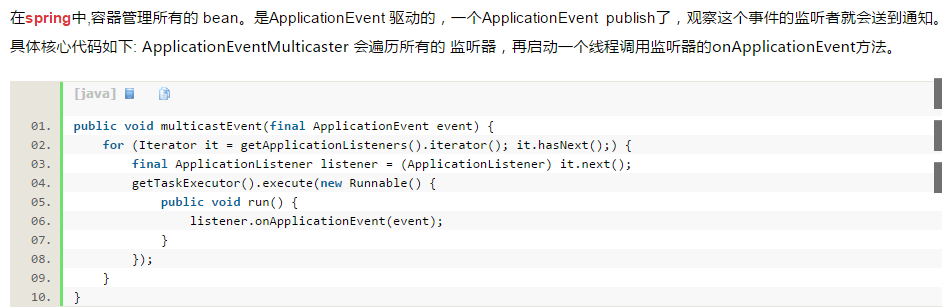 在spring中,容器管理所有的 bean。是ApplicationEvent 驱动的，一个ApplicationEvent publish了，观察这个事件的监听者就会送到通知。
具体核心代码如下: ApplicationEventMulticaster 会遍历所有的 监听器，再启动一个线程调用监听器的onApplicationEvent方法。
[java]
01. public void multicastEvent(final ApplicationEvent event) {
02. for (Iterator it = getApplicationListeners().iterator(); it.hasNext();) {
03. final ApplicationListener listener = (ApplicationListener) it.next();
04. getTaskExecutor().execute(new Runnable() {
05. public void run() {
06. listener.onApplicationEvent(event);
07. }
08. });
09. }
10. }